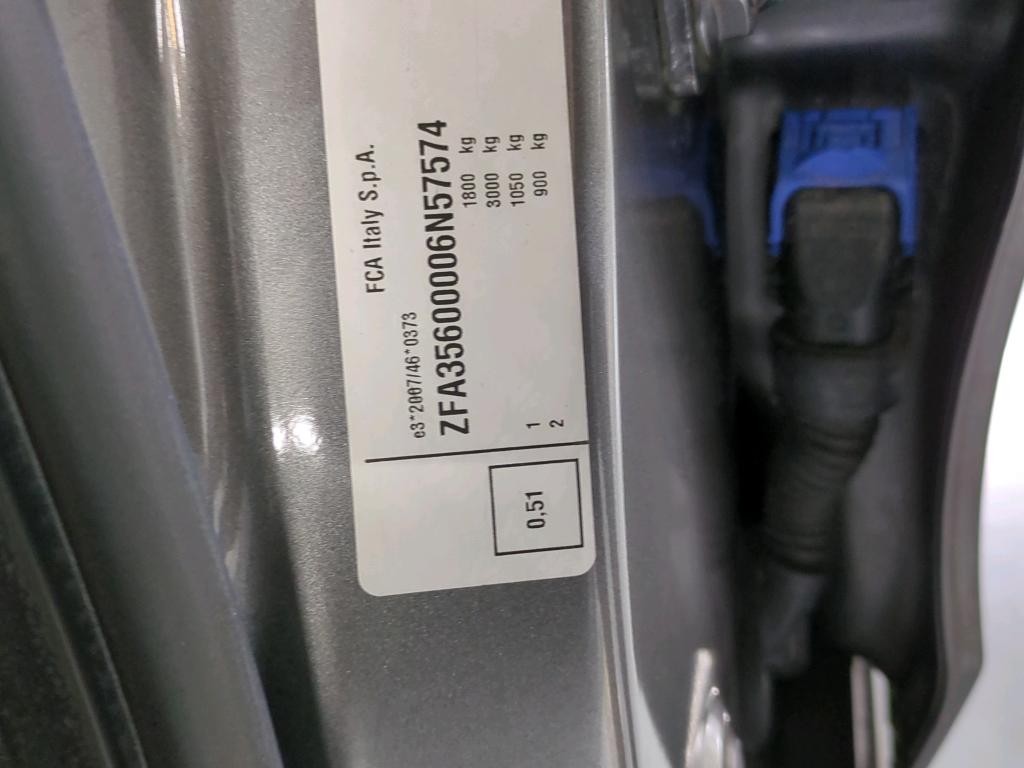 FCA Italy S.p.A.
e3*2007/46*0373
ZFA35600006N57574
1800 kg
3000 kg
1 1050 kg
2 900 kg
0,51